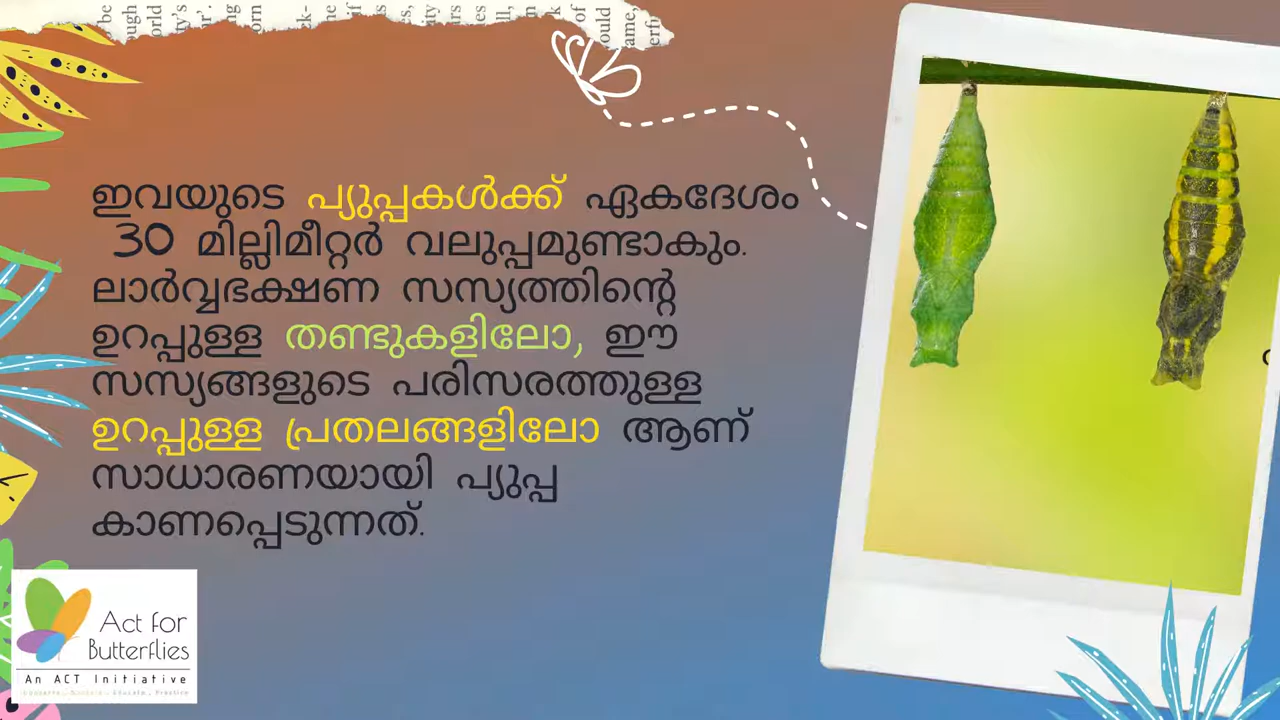 ഇവയുടെ പ്യുപ്പകൾക്ക് ഏകദേശം
30 മില്ലിമീറ്റർ വലുപ്പമുണ്ടാകും.
ലാർവ്വഭക്ഷണ സസ്യത്തിന്റെ
ഉറപ്പുള്ള തണ്ടുകളിലോ, ഈ
സസ്യങ്ങളുടെ പരിസരത്തുള്ള
ഉറപ്പുള്ള പ്രതലങ്ങളിലോ ആണ്
സാധാരണയായി പ്യുപ്പ
കാണപ്പെടുന്നത്.
Act for
Butterflies
An ACT Initiative